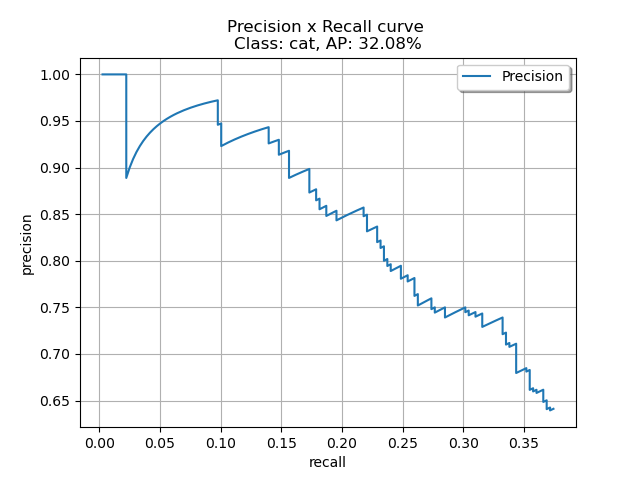 Precision x Recall curve
Class: cat, AP: 32.08%
Precision
1.00
0.95
0.90
0.85
0.80
0.75
0.70
0.65
precision
0.00 0.05 0.10 0.15 0.20 0.25 0.30 0.35
recall